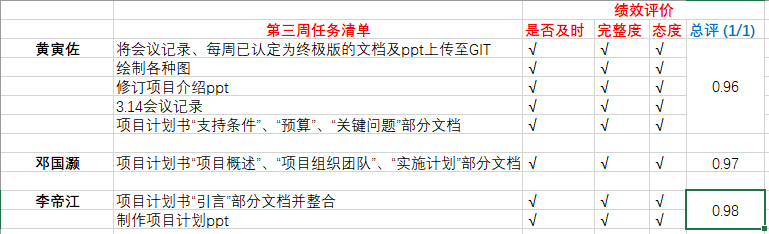 绩效评价
第三周任务清单 是否及时 完整度 态度 总评 (1/1)
黄寅佐 将会议记录、每周已认定为终极版的文档及ppt上传至GIT √ √ √
绘制各种图 √ √ √
修订项目介绍ppt √ √ √ 0.96
3.14会议记录 √ √ √
项目计划书“支持条件”、“预算”、“关键问题”部分文档 √ √ √
邓国灏 项目计划书“项目概述”、“项目组织团队”、“实施计划”部分文档 √ √ √ 0.97
李帝江 项目计划书“引言”部分文档并整合 √ √ √ 0.98
制作项目计划ppt √ √ √